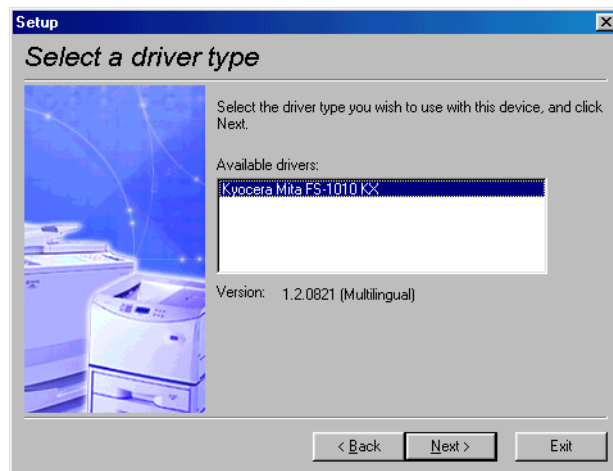 Setup
Select a driver type
Select the driver type you wish to use with this device, and click
Next.
Available drivers:
Kyocera Mita FS-1010 KX
Version: 1.2.0821 (Multilingual)
< Back Next > Exit